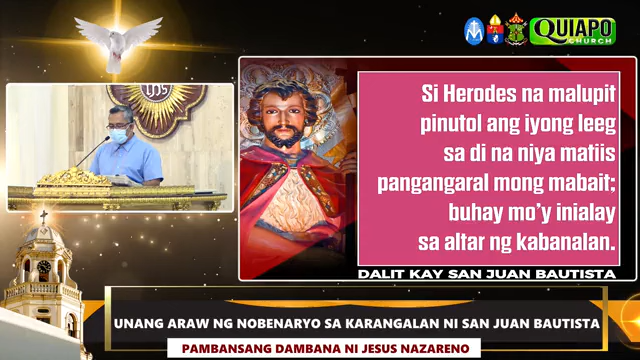 QUIAPO
CHURCH
IHS
Si Herodes na malupit
pinutol ang iyong leeg
sa di na niya matiis
pangangaral mong mabait;
buhay mo'y inialay
sa altar ng kabanalan.
DALIT KAY SAN JUAN BAUTISTA
UNANG ARAW NG NOBENARYO SA KARANGALAN NI SAN JUAN BAUTISTA
PAMBANSANG DAMBANA NI JESUS NAZARENO